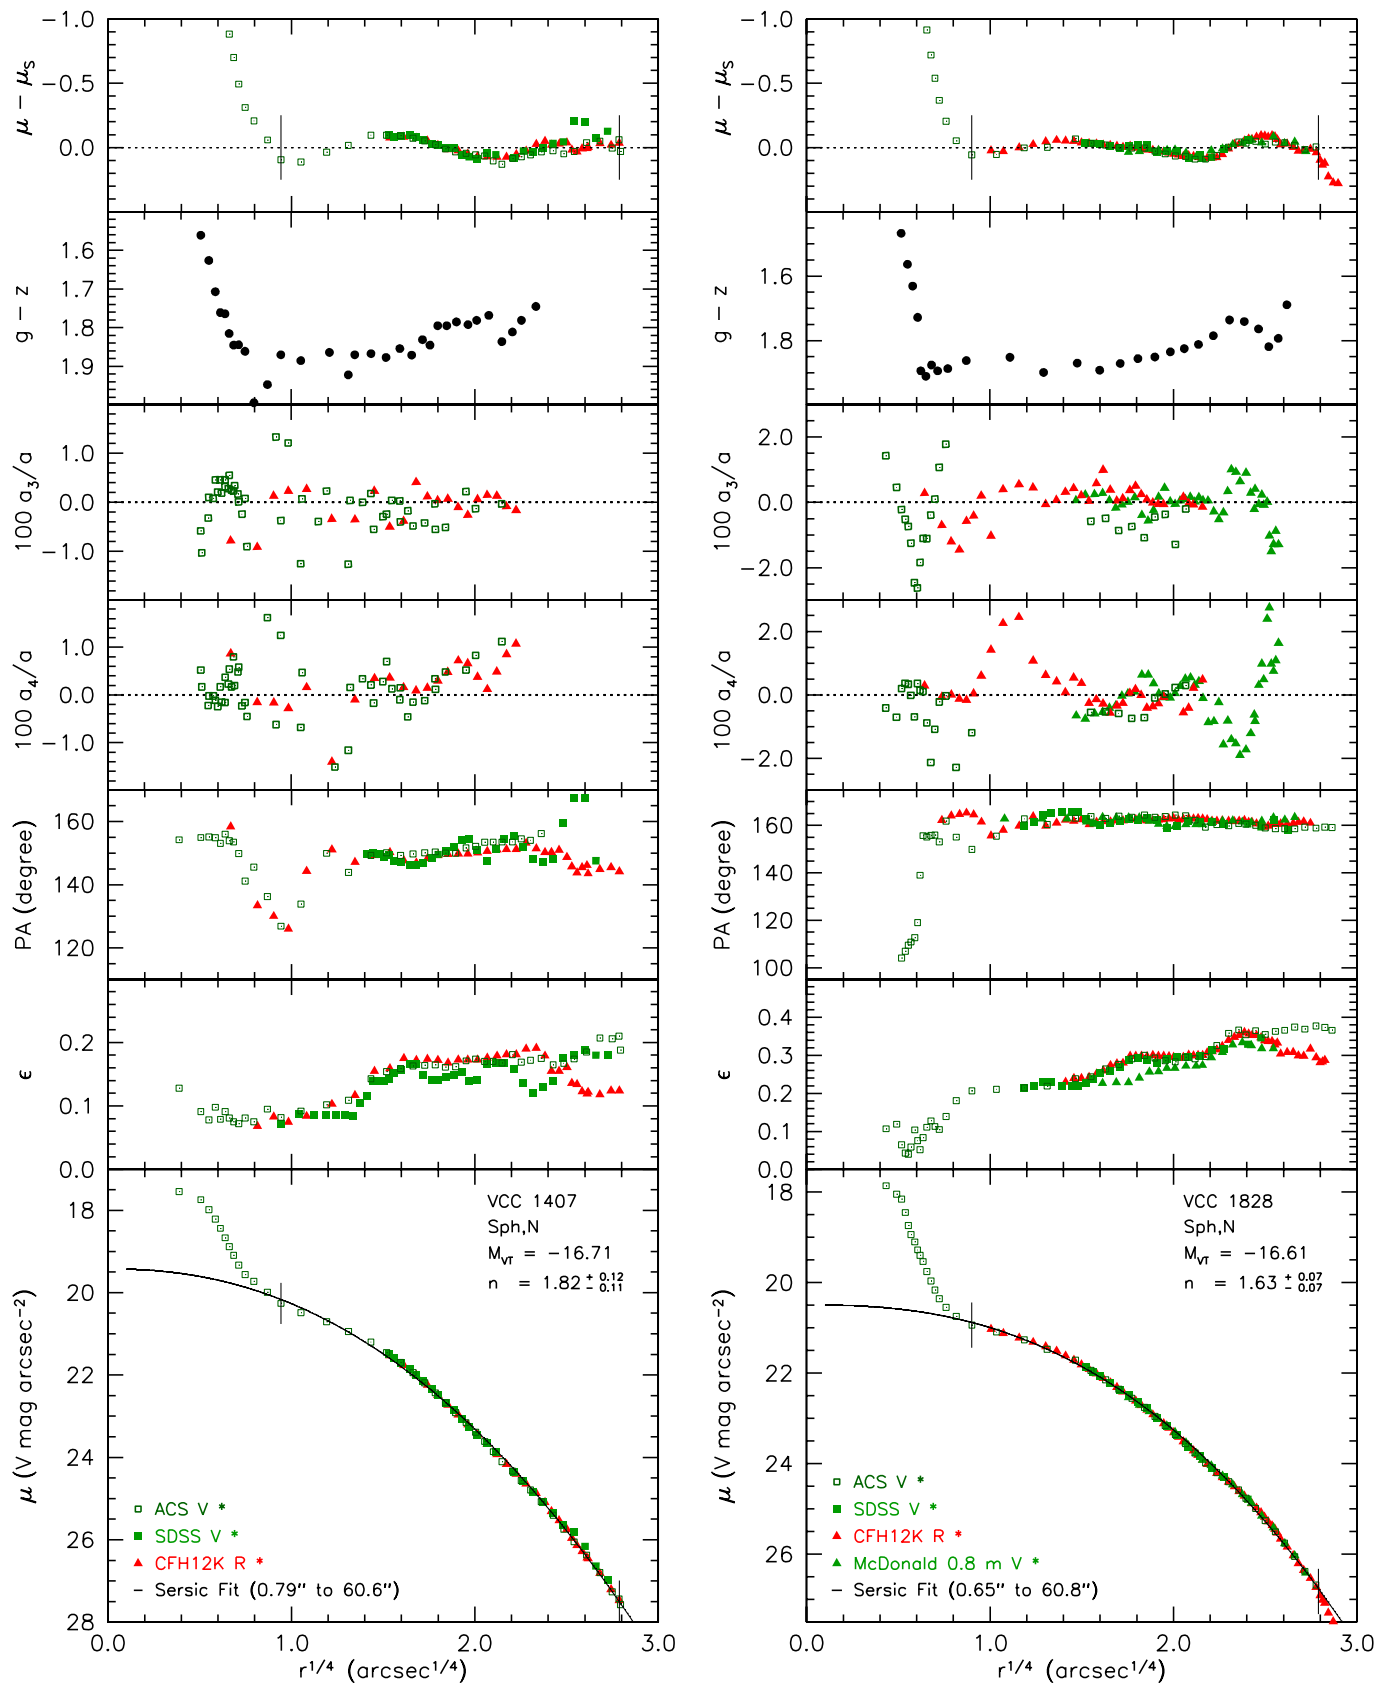 −1.0
−0.5
0.0
μ − μS
1.6
1.7
1.8
1.9
g − z
1.0
0.0
−1.0
100 a3/a
1.0
0.0
−1.0
100 a4/a
160
140
120
PA (degree)
0.2
0.1
0.0
ϵ
18
20
22
24
26
28
μ (V mag arcsec−2)
VCC 1407
Sph,N
MVT = −16.71
n = 1.82 + 0.12 − 0.11
ACS V *
SDSS V *
CFH12K R *
− Sersic Fit (0.79″ to 60.6″)
0.0 1.0 2.0 3.0
r1/4 (arcsec1/4)
−1.0
−0.5
0.0
μ − μS
1.6
1.8
g − z
2.0
0.0
−2.0
100 a3/a
2.0
0.0
−2.0
100 a4/a
160
140
120
100
PA (degree)
0.4
0.3
0.2
0.1
0.0
ϵ
18
20
22
24
26
μ (V mag arcsec−2)
VCC 1828
Sph,N
MVT = −16.61
n = 1.63 + 0.07 − 0.07
ACS V *
SDSS V *
CFH12K R *
McDonald 0.8 m V *
− Sersic Fit (0.65″ to 60.8″)
0.0 1.0 2.0 3.0
r1/4 (arcsec1/4)